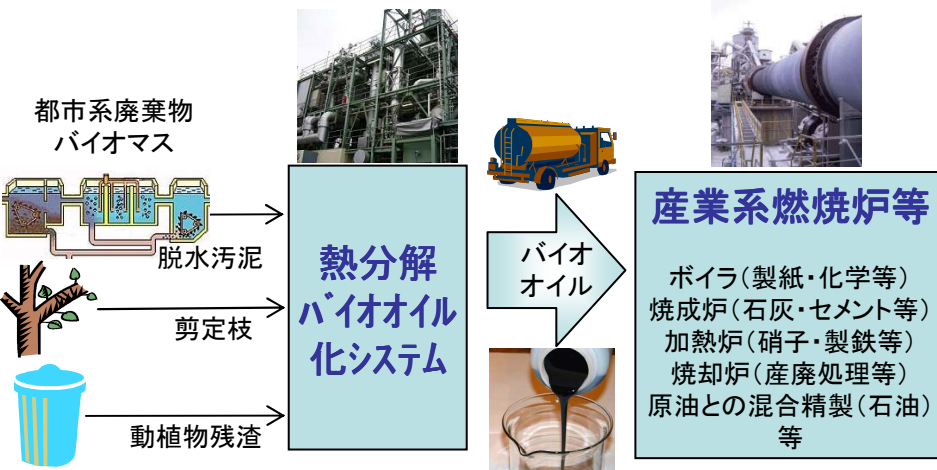 都市系廃棄物
バイオマス
脱水汚泥
剪定枝
動植物残渣
熱分解
バイオオイル
化システム
バイオ
オイル
産業系燃焼炉等
ボイラ(製紙・化学等)
焼成炉(石灰・セメント等)
加熱炉(硝子・製鉄等)
焼却炉(産廃処理等)
原油との混合精製(石油)
等